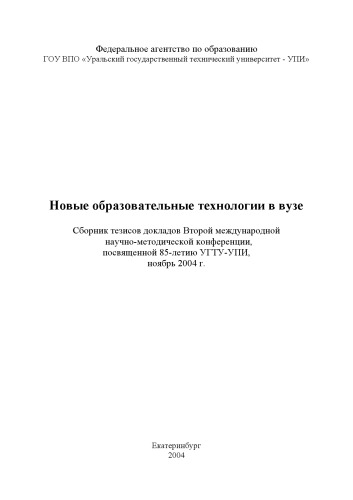 Федеральное агентство по образованию
ГОУ ВПО «Уральский государственный технический университет - УПИ»
Новые образовательные технологии в вузе
Сборник тезисов докладов Второй международной
научно-методической конференции,
посвященной 85-летию УГТУ-УПИ,
ноябрь 2004 г.
Екатеринбург
2004